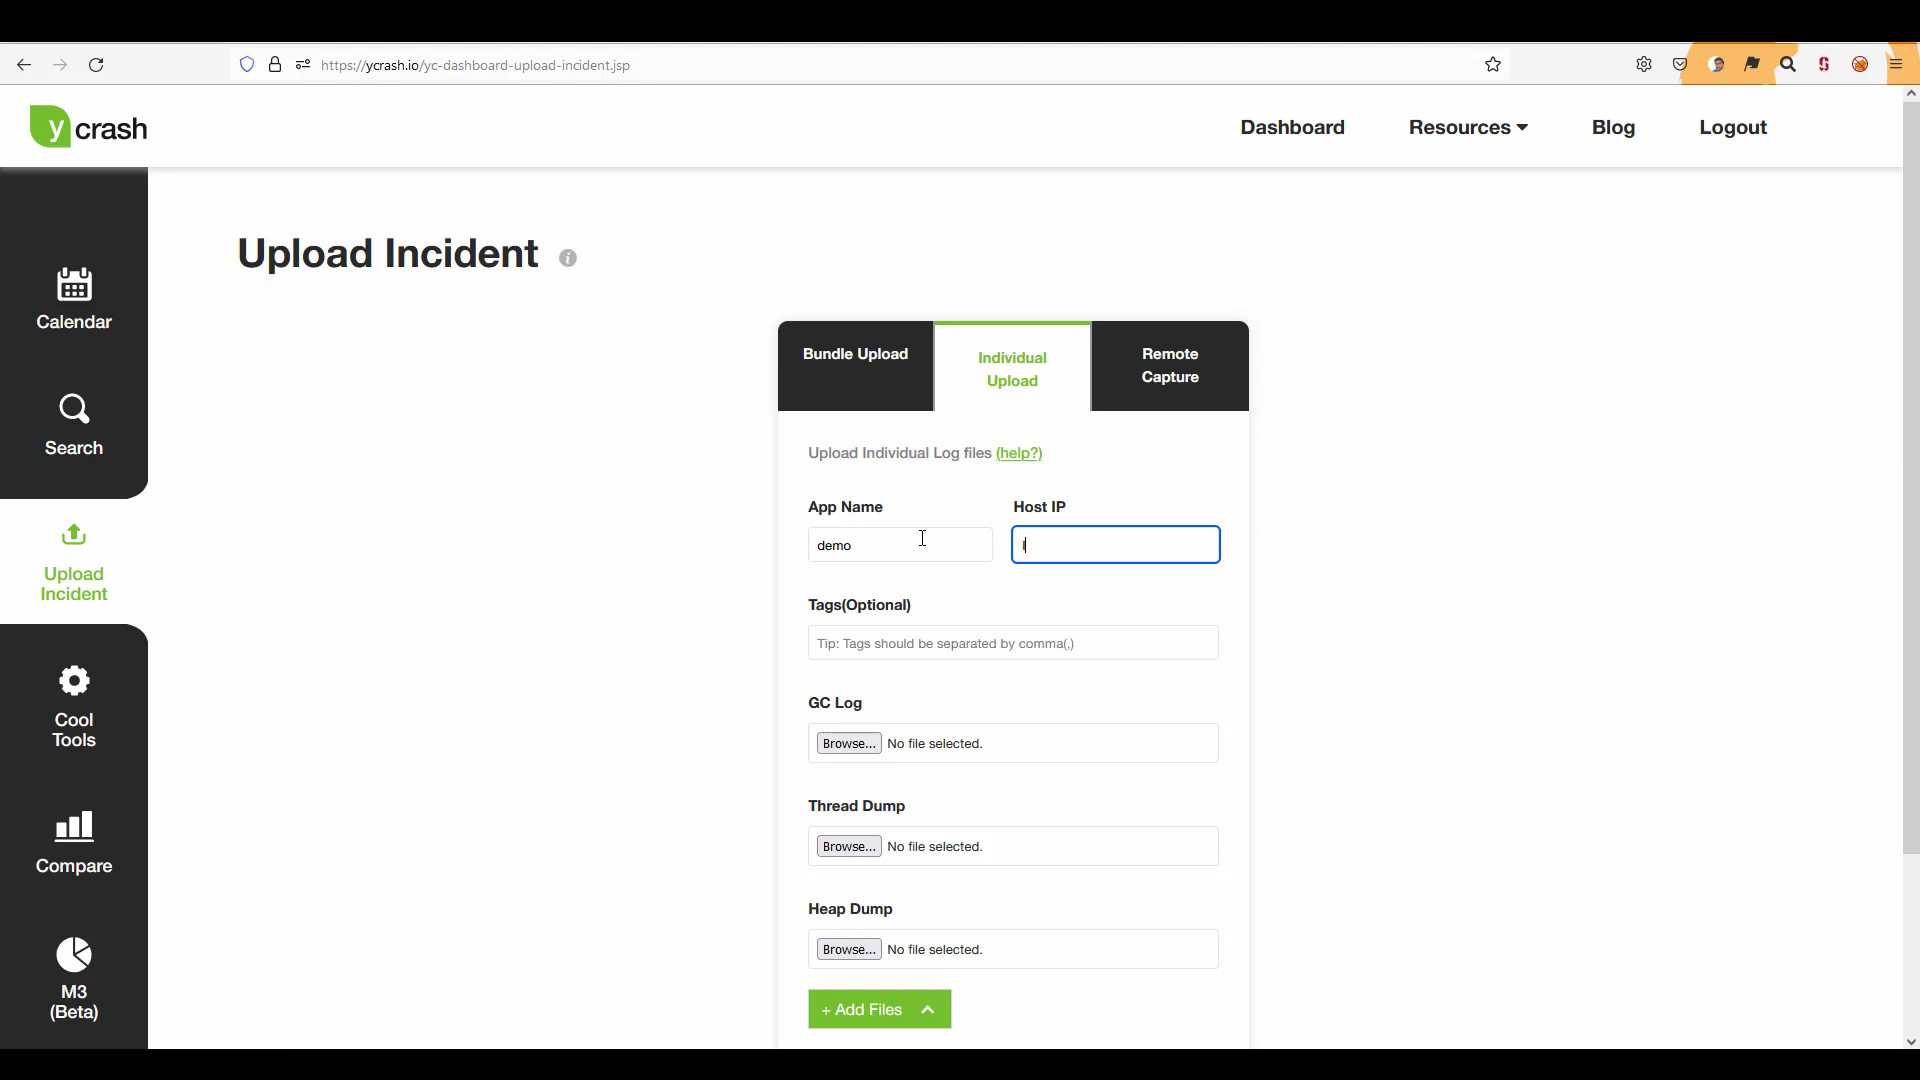 https://ycrash.io/yc-dashboard-upload-incident.jsp
y crash
Dashboard
Resources
Blog
Logout
Calendar
Search
Upload
Incident
Cool
Tools
Compare
M3
(Beta)
Upload Incident
Bundle Upload
Individual
Upload
Remote
Capture
Upload Individual Log files (help?)
App Name
Host IP
demo
Tags(Optional)
Tip: Tags should be separated by comma(,)
GC Log
Browse... No file selected.
Thread Dump
Browse... No file selected.
Heap Dump
Browse... No file selected.
+ Add Files